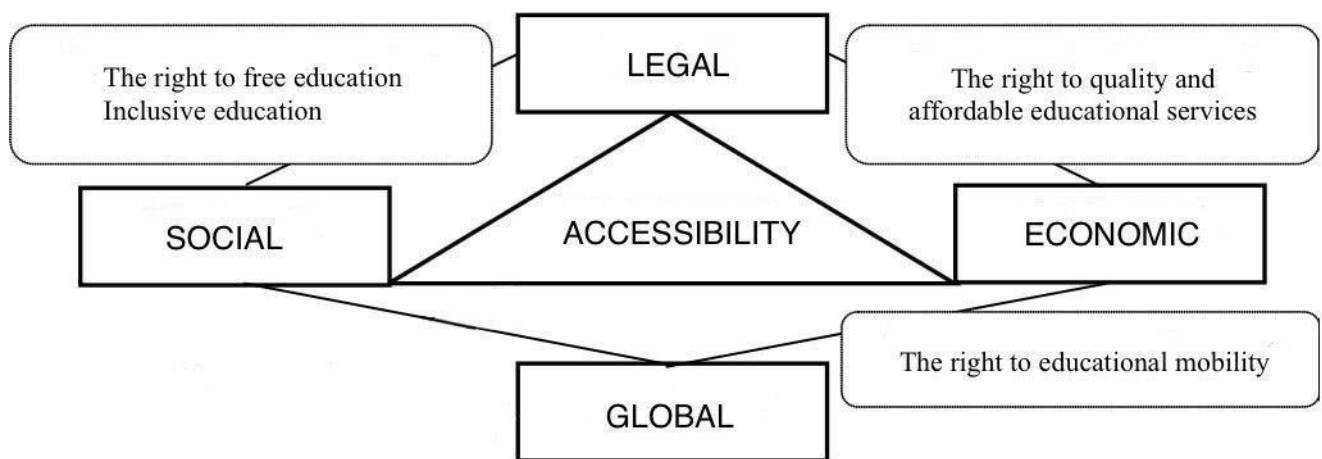 LEGAL
The right to free education
Inclusive education
The right to quality and
affordable educational services
SOCIAL
ACCESSIBILITY
ECONOMIC
The right to educational mobility
GLOBAL